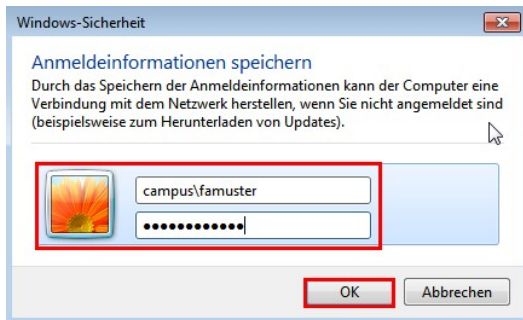 Windows-Sicherheit
Anmeldeinformationen speichern
Durch das Speichern der Anmeldeinformationen kann der Computer eine
Verbindung mit dem Netzwerk herstellen, wenn Sie nicht angemeldet sind
(beispielsweise zum Herunterladen von Updates).
campus\famuster
●●●●●●●●●●●●
OK Abbrechen